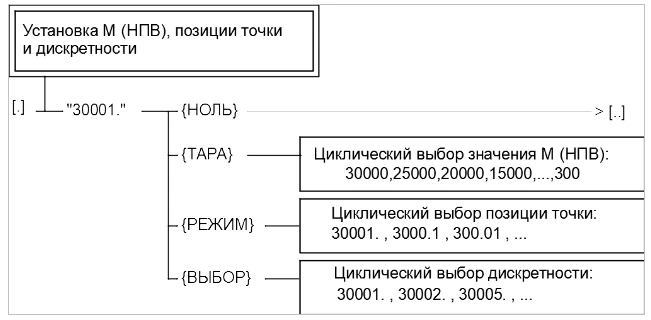 Установка М (НПВ), позиции точки
и дискретности
[.] "30001." {НОЛЬ} > [..]
{ТАРА} Циклический выбор значения М (НПВ):
30000,25000,20000,15000,...,300
{РЕЖИМ} Циклический выбор позиции точки:
30001. , 3000.1 , 300.01 , ...
{ВЫБОР} Циклический выбор дискретности:
30001. , 30002. , 30005. , ...